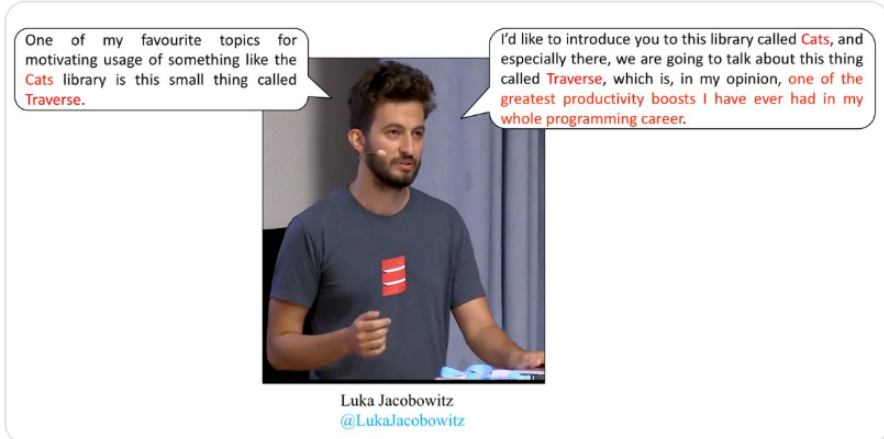 One of my favourite topics for
motivating usage of something like the
Cats library is this small thing called
Traverse.
I'd like to introduce you to this library called Cats, and
especially there, we are going to talk about this thing
called Traverse, which is, in my opinion, one of the
greatest productivity boosts I have ever had in my
whole programming career.
Luka Jacobowitz
@LukaJacobowitz